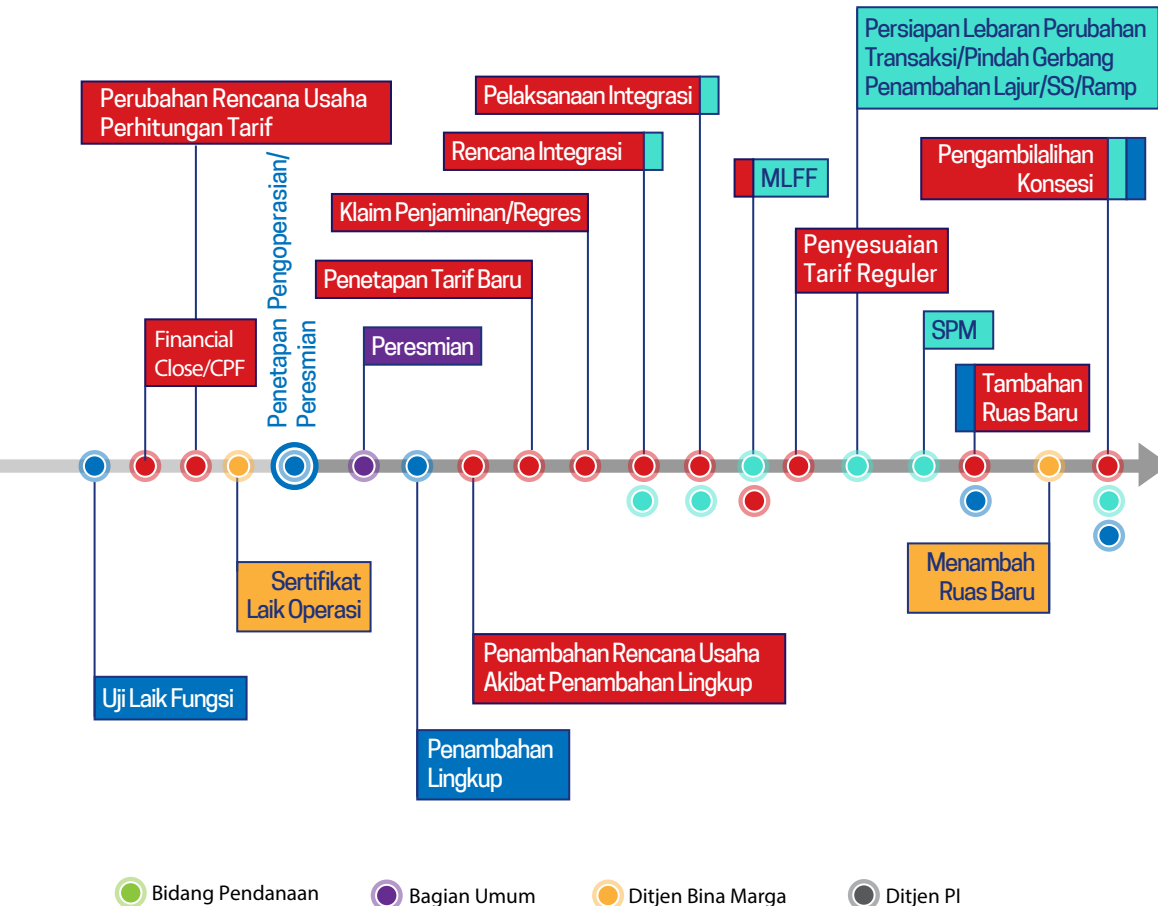 Persiapan Lebaran Perubahan
Transaksi/Pindah Gerbang
Penambahan Lajur/SS/Ramp
Perubahan Rencana Usaha
Perhitungan Tarif
Pelaksanaan Integrasi
Rencana Integrasi
Pengambilalihan
Konsesi
MLFF
Klaim Penjaminan/Regres
Penyesuaian
Tarif Reguler
Penetapan Tarif Baru
Penetapan Pengoperasian/
Peresmian
Financial
Close/CPF
Peresmian
SPM
Tambahan
Ruas Baru
Sertifikat
Laik Operasi
Menambah
Ruas Baru
Penambahan Rencana Usaha
Akibat Penambahan Lingkup
Uji Laik Fungsi
Penambahan
Lingkup
Bidang Pendanaan
Bagian Umum
Ditjen Bina Marga
Ditjen PI